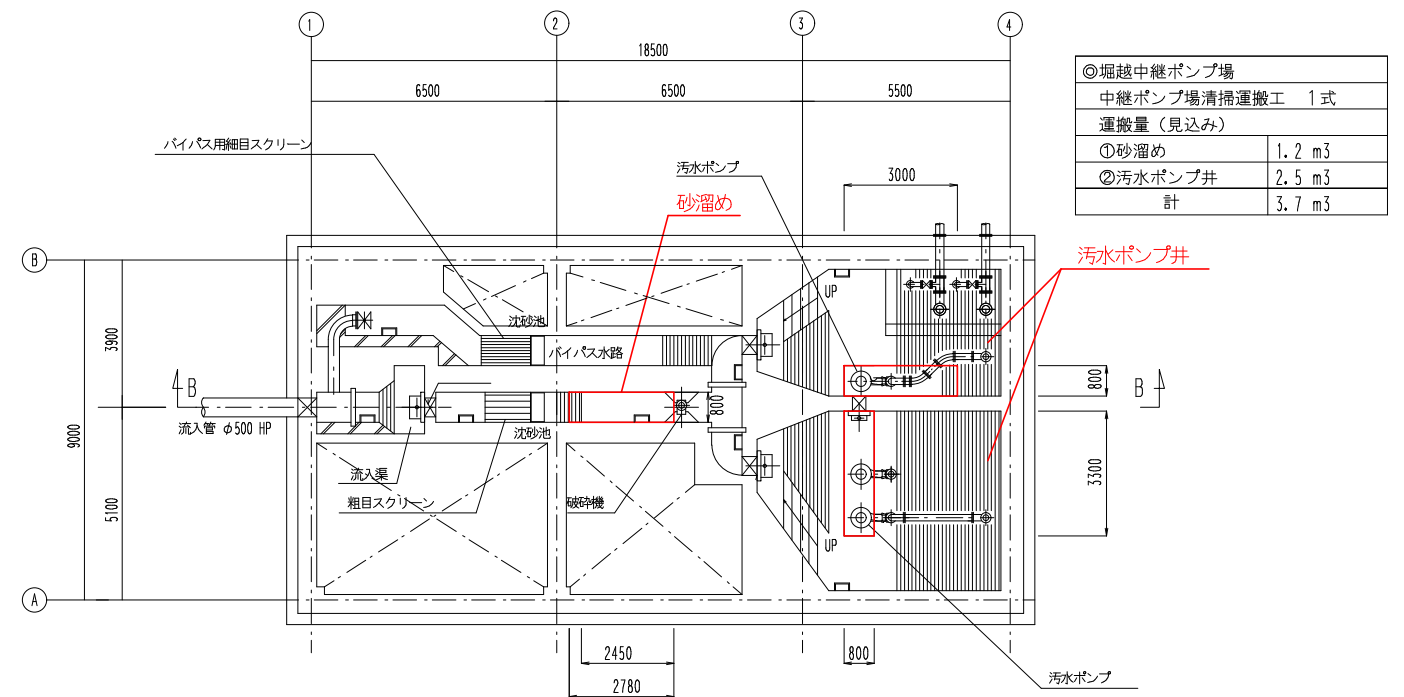 1
2
3
4
18500
6500
6500
5500
◎堀越中継ポンプ場
中継ポンプ場清掃運搬工 1式
運搬量(見込み)
①砂溜め 1.2 m3
②汚水ポンプ井 2.5 m3
計 3.7 m3
バイパス用細目スクリーン
汚水ポンプ
3000
砂溜め
汚水ポンプ井
B
UP
沈砂池
バイパス水路
3900
800
B
B
800
流入管 φ500 HP
沈砂池
9000
流入渠
粗目スクリーン
破砕機
3300
5100
UP
A
2450
800
2780
汚水ポンプ